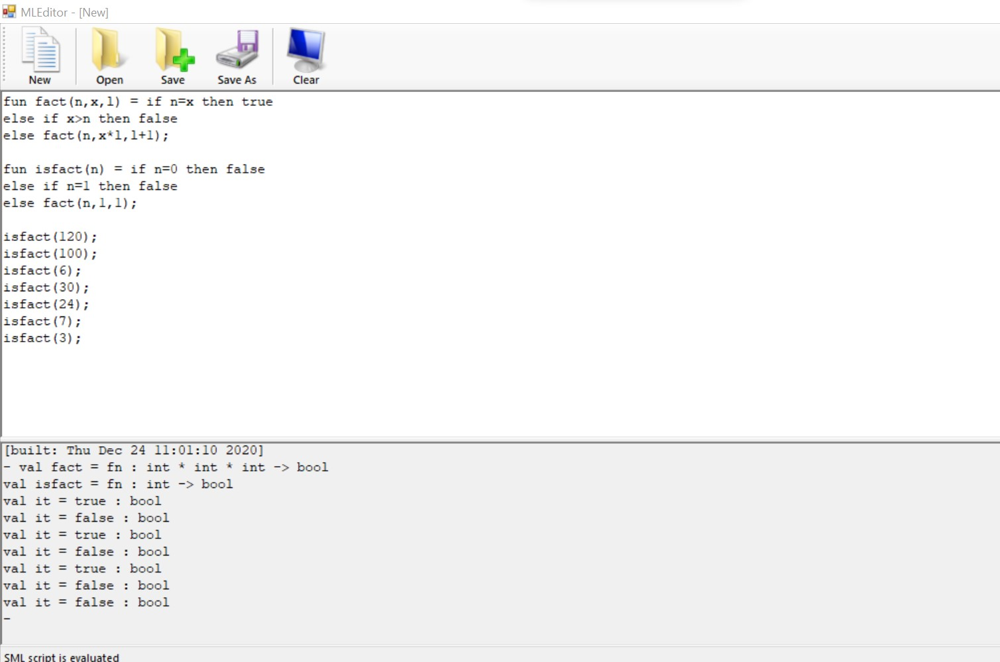 MLEditor - [New]
New Open Save Save As Clear
fun fact(n,x,l) = if n=x then true
else if x>n then false
else fact(n,x*l,l+1);
fun isfact(n) = if n=0 then false
else if n=1 then false
else fact(n,1,1);
isfact(120);
isfact(100);
isfact(6);
isfact(30);
isfact(24);
isfact(7);
isfact(3);
[built: Thu Dec 24 11:01:10 2020]
- val fact = fn : int * int * int -> bool
val isfact = fn : int -> bool
val it = true : bool
val it = false : bool
val it = true : bool
val it = false : bool
val it = true : bool
val it = false : bool
val it = false : bool
-
SML script is evaluated